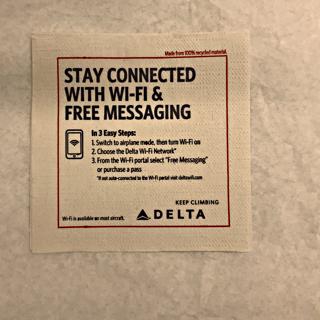 Made from 100% recycled material.
STAY CONNECTED
WITH WI-FI &
FREE MESSAGING
In 3 Easy Steps:
1. Switch to airplane mode, then turn Wi-Fi on
2. Choose the Delta Wi-Fi Network*
3. From the Wi-Fi portal select "Free Messaging"
or purchase a pass
*If not auto-connected to the Wi-Fi portal visit deltawifi.com
KEEP CLIMBING
Wi-Fi is available on most aircraft.
DELTA